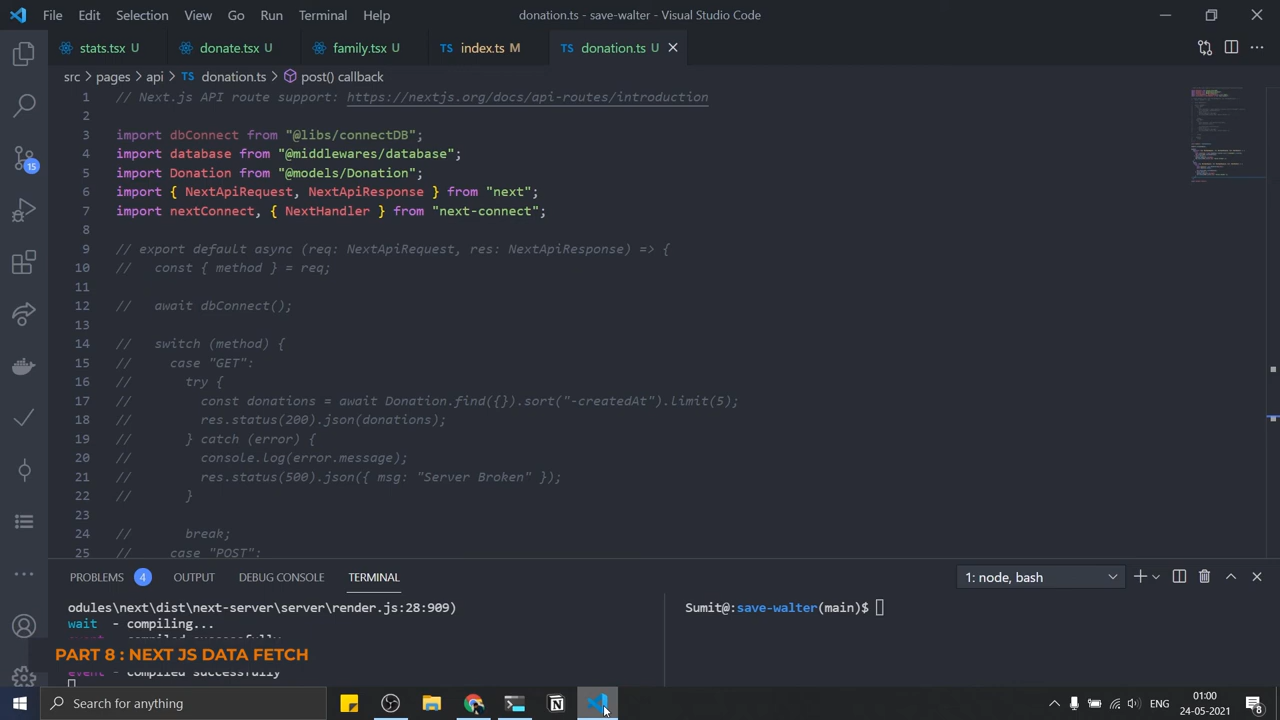 File Edit Selection View Go Run Terminal Help donation.ts - save-walter - Visual Studio Code
stats.tsx U donate.tsx U family.tsx U TS index.ts M TS donation.ts U
src pages api TS donation.ts post() callback
1 // Next.js API route support: https://nextjs.org/docs/api-routes/introduction
2
3 import dbConnect from "@libs/connectDB";
4 import database from "@middlewares/database";
5 import Donation from "@models/Donation";
6 import { NextApiRequest, NextApiResponse } from "next";
7 import nextConnect, { NextHandler } from "next-connect";
8
9 // export default async (req: NextApiRequest, res: NextApiResponse) => {
10 // const { method } = req;
11
12 // await dbConnect();
13
14 // switch (method) {
15 // case "GET":
16 // try {
17 // const donations = await Donation.find({}).sort("-createdAt").limit(5);
18 // res.status(200).json(donations);
19 // } catch (error) {
20 // console.log(error.message);
21 // res.status(500).json({ msg: "Server Broken" });
22 // }
23
24 // break;
25 // case "POST":
15
PROBLEMS 4 OUTPUT DEBUG CONSOLE TERMINAL 1: node, bash
odules\next\dist\next-server\server\render.js:28:909)
wait - compiling...
event - compiled successfully
Sumit@:save-walter(main)$
PART 8 : NEXT JS DATA FETCH
Search for anything
ENG
01:00
24-05-2021
8